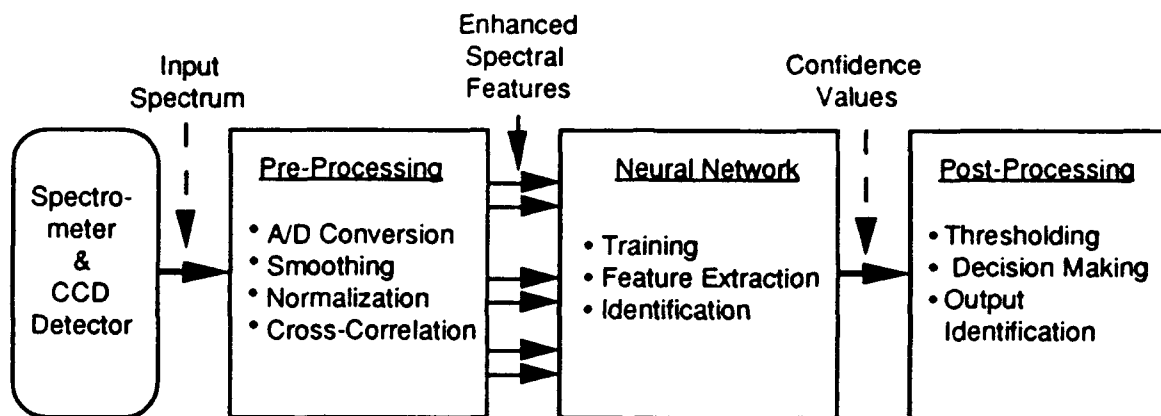 Input
Spectrum
Enhanced
Spectral
Features
Confidence
Values
Spectro-
meter
&
CCD
Detector
Pre-Processing
• A/D Conversion
• Smoothing
• Normalization
• Cross-Correlation
Neural Network
• Training
• Feature Extraction
• Identification
Post-Processing
• Thresholding
• Decision Making
• Output
Identification